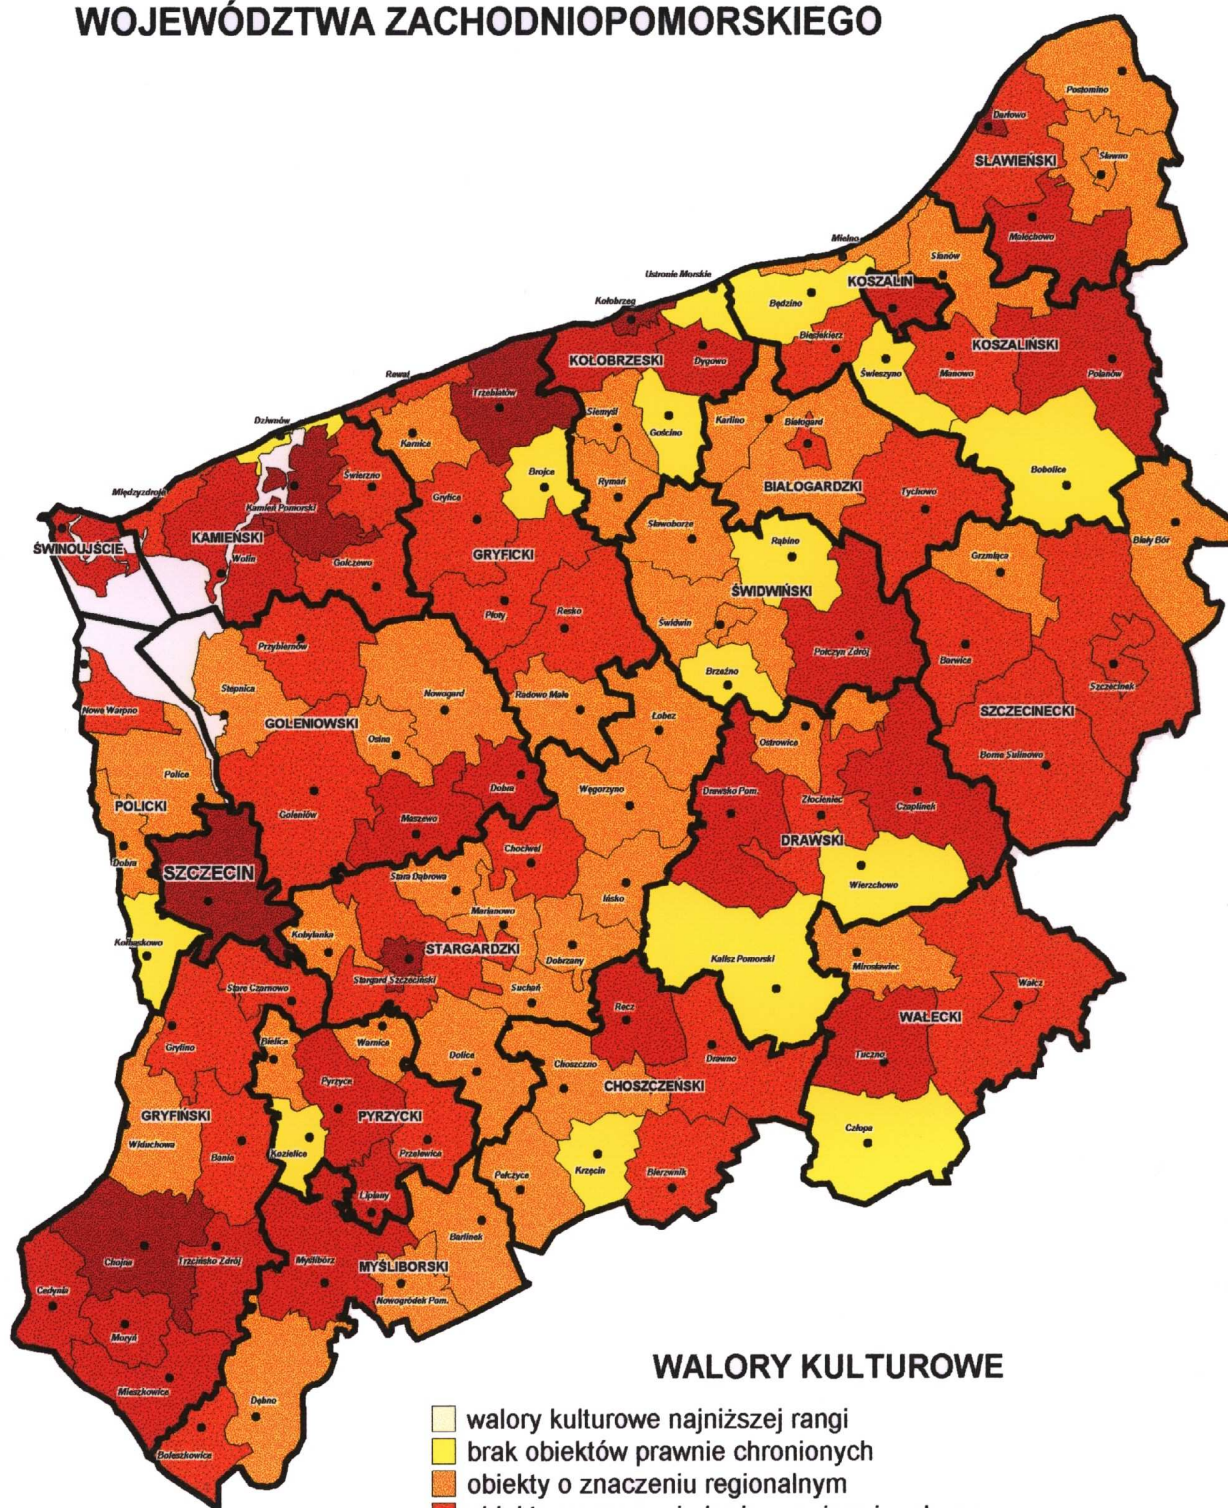 WOJEWÓDZTWA ZACHODNIOPOMORSKIEGO
Postomino
Darłowo
SŁAWIEŃSKI
Sławno
Malechowo
Mielno
Sianów
Ustronie Morskie
KOSZALIN
Będzino
Kołobrzeg
Biesiekierz
KOSZALIŃSKI
KOŁOBRZESKI
Dygowo
Świeszyno
Manowo
Polanów
Rewal
Trzebiatów
Siemyśl
Gościno
Karlino
Białogard
Dziwnów
Karnice
Brojce
Bobolice
Świerzno
Rymań
BIAŁOGARDZKI
Tychowo
Międzyzdroje
Kamień Pomorski
Gryfice
Sławoborze
KAMIEŃSKI
Rąbino
Biały Bór
ŚWINOUJŚCIE
Wolin
Golczewo
GRYFICKI
Grzmiąca
ŚWIDWIŃSKI
Płoty
Resko
Świdwin
Przybiernów
Połczyn Zdrój
Barwice
Brzeźno
Szczecinek
Stepnica
Nowogard
Radowo Małe
Nowe Warpno
GOLENIOWSKI
Łobez
SZCZECINECKI
Osina
Ostrowice
Borne Sulinowo
Police
Dobra
Węgorzyno
Drawsko Pom.
Złocieniec
Czaplinek
POLICKI
Goleniów
Maszewo
DRAWSKI
Chociwel
Dobra
SZCZECIN
Stara Dąbrowa
Wierzchowo
Ińsko
Marianowo
Kobylanka
Kołbaskowo
STARGARDZKI
Dobrzany
Kalisz Pomorski
Mirosławiec
Stargard Szczeciński
Suchań
Wałcz
Stare Czarnowo
Recz
WAŁECKI
Gryfino
Bielice
Warnice
Dolice
Choszczno
Drawno
Tuczno
Pyrzyce
CHOSZCZEŃSKI
GRYFIŃSKI
PYRZYCKI
Widuchowa
Banie
Kozielice
Przelewice
Człopa
Pełczyce
Krzęcin
Bierzwnik
Lipiany
Barlinek
Chojna
Trzcińsko Zdrój
Myślibórz
MYŚLIBORSKI
Cedynia
Nowogródek Pom.
Moryń
Mieszkowice
Dębno
Boleszkowice
WALORY KULTUROWE
walory kulturowe najniższej rangi
brak obiektów prawnie chronionych
obiekty o znaczeniu regionalnym